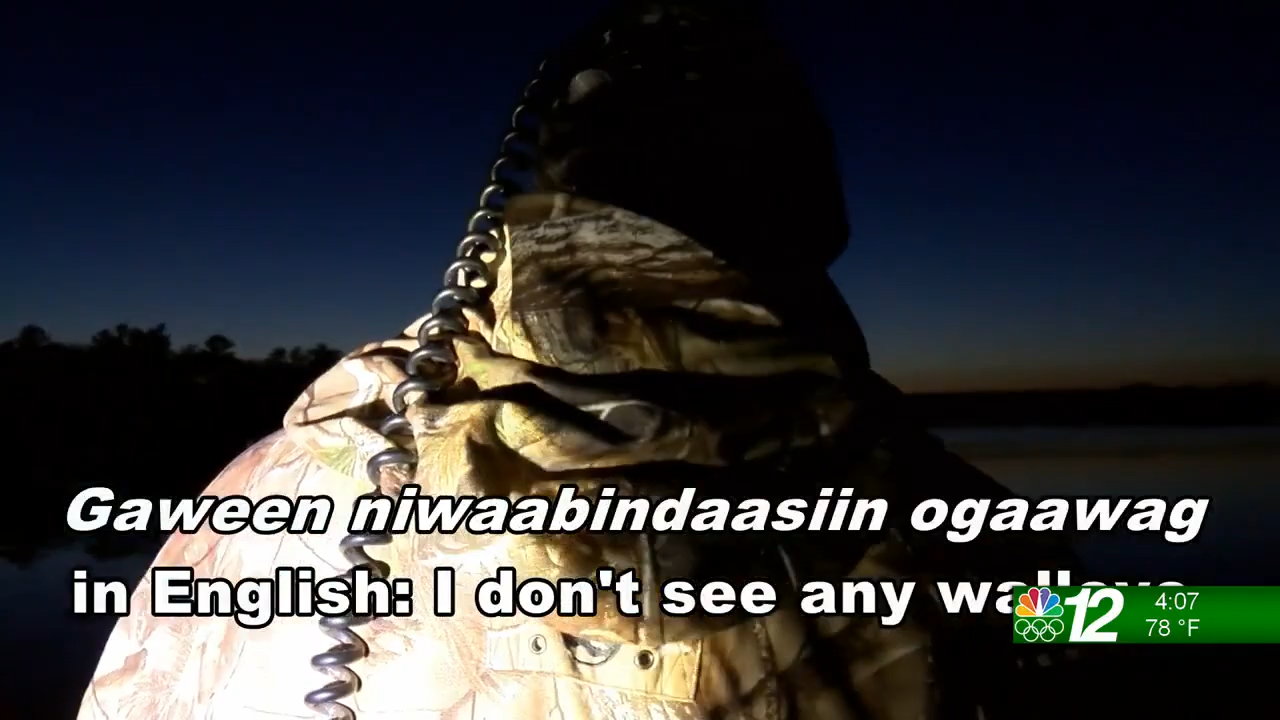 Gaween niwaabindaasiin ogaawag
in English: I don't see any
12
4:07
78 °F